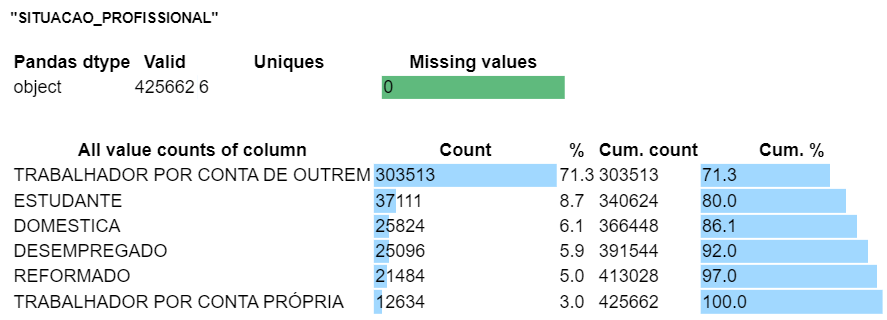 "SITUACAO_PROFISSIONAL"
Pandas dtype Valid Uniques Missing values
object 425662 6 0
All value counts of column Count % Cum. count Cum. %
TRABALHADOR POR CONTA DE OUTREM 303513 71.3 303513 71.3
ESTUDANTE 37111 8.7 340624 80.0
DOMESTICA 25824 6.1 366448 86.1
DESEMPREGADO 25096 5.9 391544 92.0
REFORMADO 21484 5.0 413028 97.0
TRABALHADOR POR CONTA PRÓPRIA 12634 3.0 425662 100.0